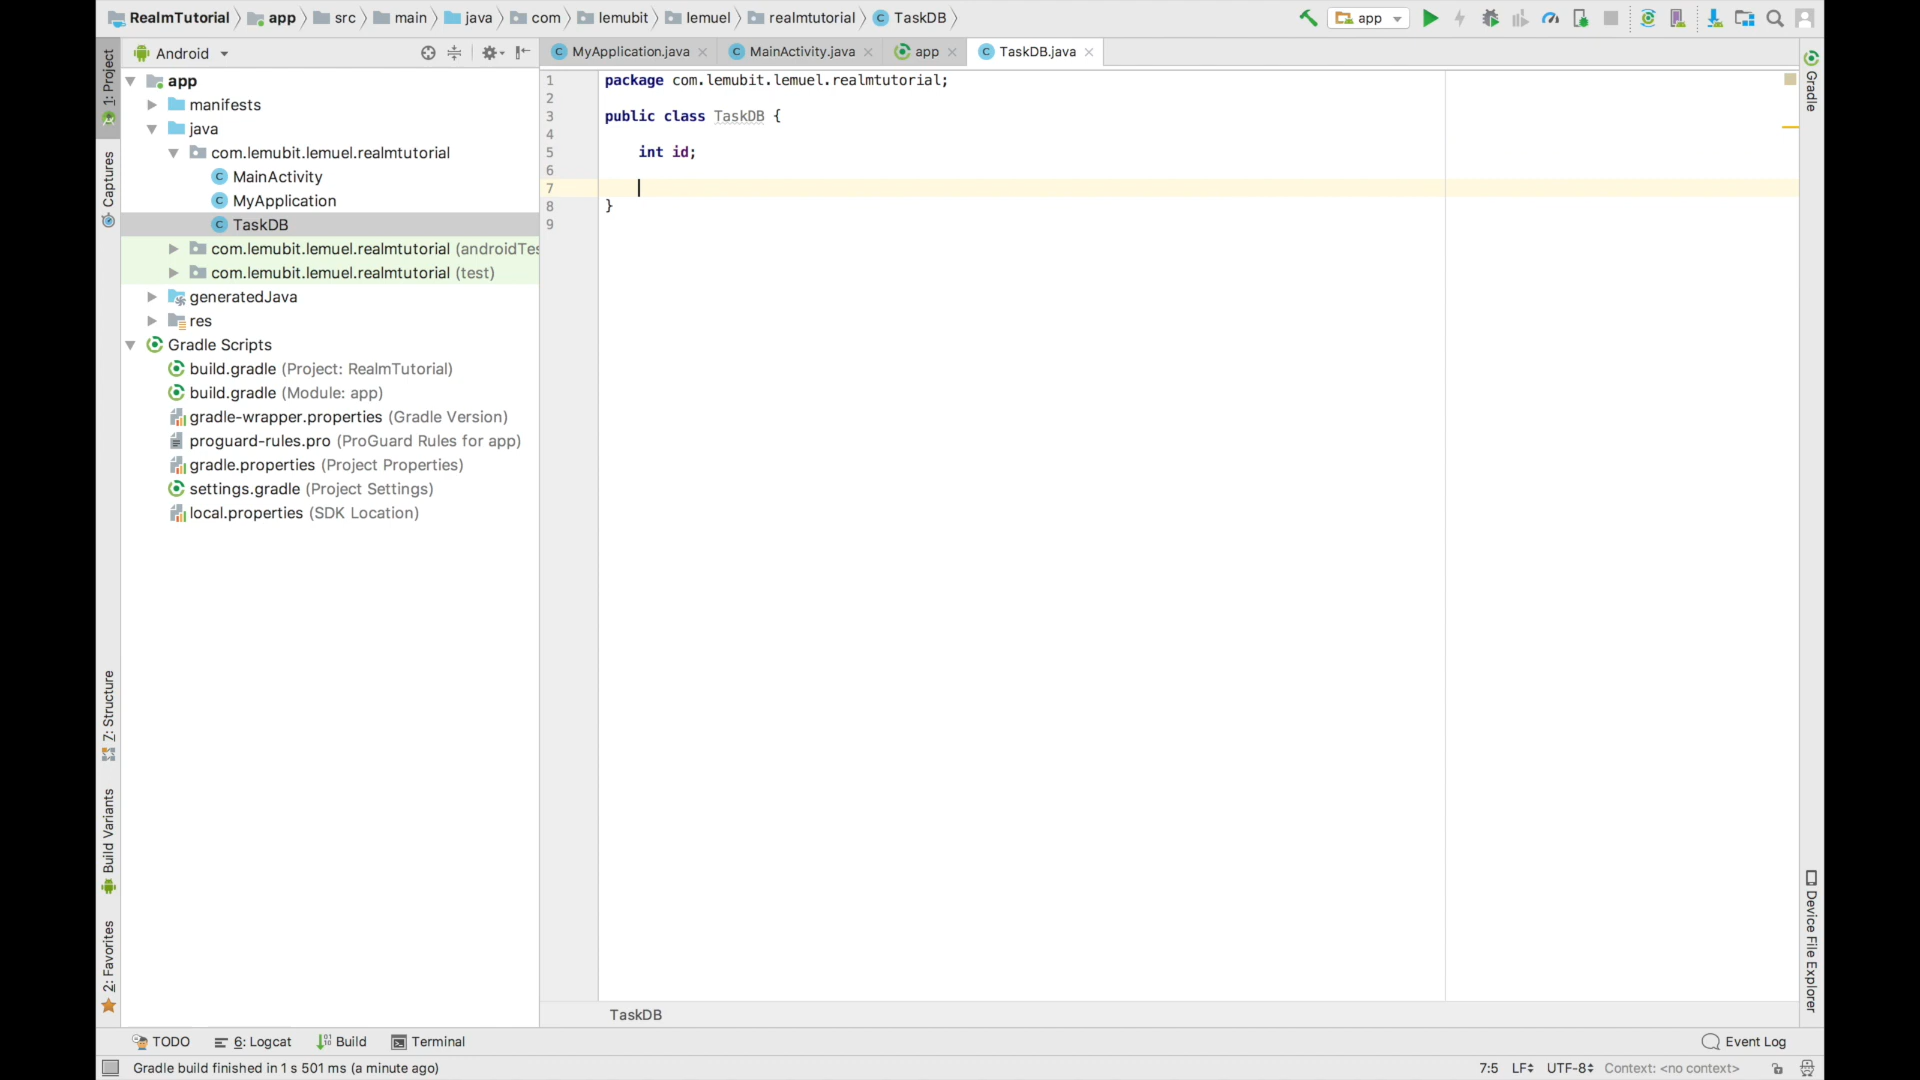 RealmTutorial app src main java com lemubit lemuel realmtutorial TaskDB
app
1: Project
Captures
Z: Structure
Build Variants
2: Favorites
Android
app
manifests
java
com.lemubit.lemuel.realmtutorial
MainActivity
MyApplication
TaskDB
com.lemubit.lemuel.realmtutorial (androidTes
com.lemubit.lemuel.realmtutorial (test)
generatedJava
res
Gradle Scripts
build.gradle (Project: RealmTutorial)
build.gradle (Module: app)
gradle-wrapper.properties (Gradle Version)
proguard-rules.pro (ProGuard Rules for app)
gradle.properties (Project Properties)
settings.gradle (Project Settings)
local.properties (SDK Location)
MyApplication.java MainActivity.java app TaskDB.java
1 package com.lemubit.lemuel.realmtutorial;
2
3 public class TaskDB {
4
5 int id;
6
7
8 }
9
TaskDB
Gradle
Device File Explorer
TODO 6: Logcat Build Terminal Event Log
Gradle build finished in 1 s 501 ms (a minute ago) 7:5 LF UTF-8 Context: <no context>